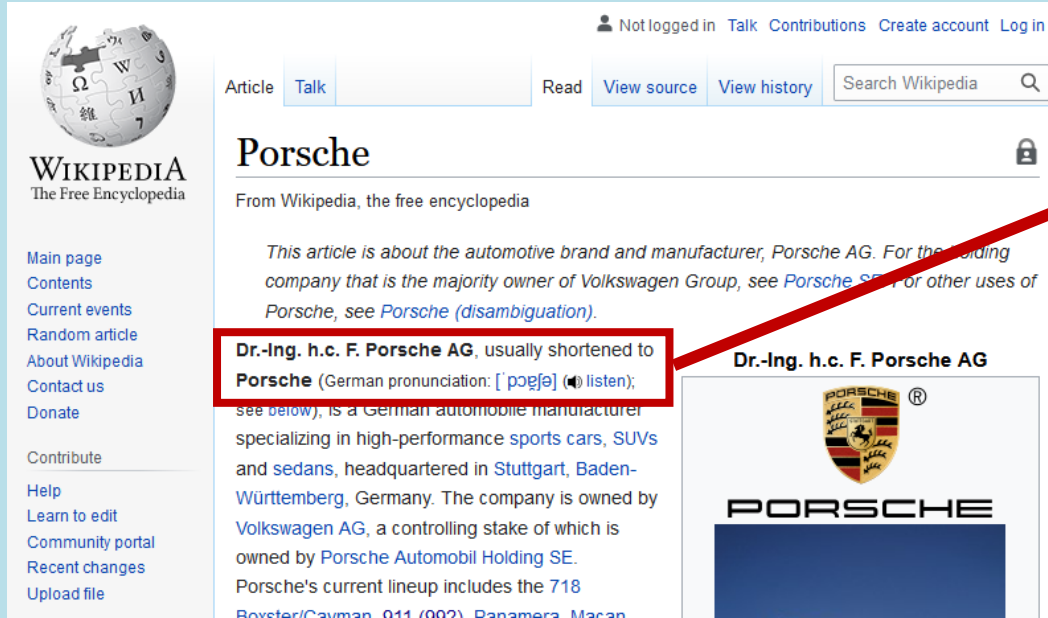 Not logged in Talk Contributions Create account Log in
Article Talk Read View source View history Search Wikipedia
WIKIPEDIA
The Free Encyclopedia
Main page
Contents
Current events
Random article
About Wikipedia
Contact us
Donate
Contribute
Help
Learn to edit
Community portal
Recent changes
Upload file
Porsche
From Wikipedia, the free encyclopedia
This article is about the automotive brand and manufacturer, Porsche AG. For the holding
company that is the majority owner of Volkswagen Group, see Porsche SE. For other uses of
Porsche, see Porsche (disambiguation).
Dr.-Ing. h.c. F. Porsche AG, usually shortened to
Porsche (German pronunciation: [ˈpɔʁʃə] (listen);
see below), is a German automobile manufacturer
specializing in high-performance sports cars, SUVs
and sedans, headquartered in Stuttgart, Baden-
Württemberg, Germany. The company is owned by
Volkswagen AG, a controlling stake of which is
owned by Porsche Automobil Holding SE.
Porsche's current lineup includes the 718
Boxster/Cayman, 911 (992), Panamera, Macan,
Dr.-Ing. h.c. F. Porsche AG
PORSCHE ®
PORSCHE